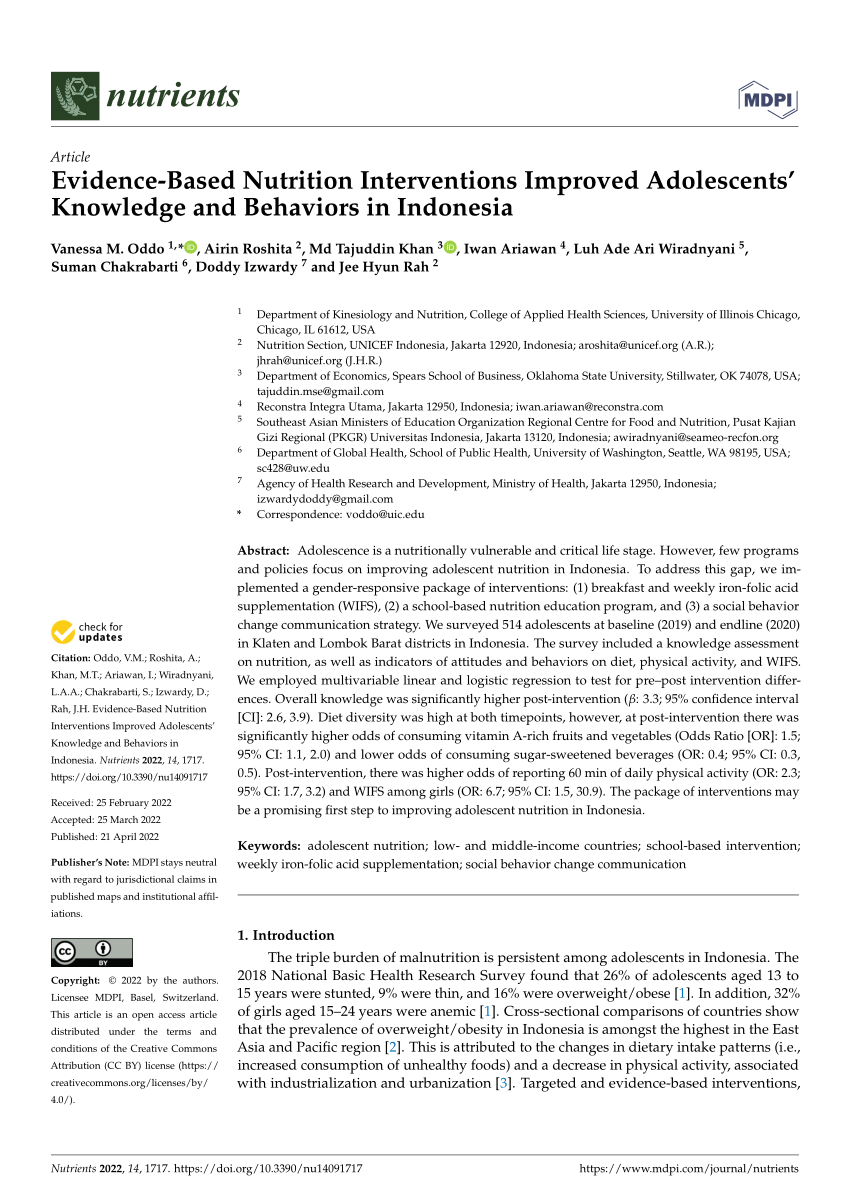 nutrients
MDPI
Article
Evidence-Based Nutrition Interventions Improved Adolescents’
Knowledge and Behaviors in Indonesia
Vanessa M. Oddo 1,*, Airin Roshita 2, Md Tajuddin Khan 3, Iwan Ariawan 4, Luh Ade Ari Wiradnyani 5,
Suman Chakrabarti 6, Doddy Izwardy 7 and Jee Hyun Rah 2
1 Department of Kinesiology and Nutrition, College of Applied Health Sciences, University of Illinois Chicago,
Chicago, IL 61612, USA
2 Nutrition Section, UNICEF Indonesia, Jakarta 12920, Indonesia; aroshita@unicef.org (A.R.);
jhrah@unicef.org (J.H.R.)
3 Department of Economics, Spears School of Business, Oklahoma State University, Stillwater, OK 74078, USA;
tajuddin.mse@gmail.com
4 Reconstra Integra Utama, Jakarta 12950, Indonesia; iwan.ariawan@reconstra.com
5 Southeast Asian Ministers of Education Organization Regional Centre for Food and Nutrition, Pusat Kajian
Gizi Regional (PKGR) Universitas Indonesia, Jakarta 13120, Indonesia; awiradnyani@seameo-recfon.org
6 Department of Global Health, School of Public Health, University of Washington, Seattle, WA 98195, USA;
sc428@uw.edu
7 Agency of Health Research and Development, Ministry of Health, Jakarta 12950, Indonesia;
izwardydoddy@gmail.com
* Correspondence: voddo@uic.edu
Abstract: Adolescence is a nutritionally vulnerable and critical life stage. However, few programs
and policies focus on improving adolescent nutrition in Indonesia. To address this gap, we im-
plemented a gender-responsive package of interventions: (1) breakfast and weekly iron-folic acid
supplementation (WIFS), (2) a school-based nutrition education program, and (3) a social behavior
change communication strategy. We surveyed 514 adolescents at baseline (2019) and endline (2020)
in Klaten and Lombok Barat districts in Indonesia. The survey included a knowledge assessment
on nutrition, as well as indicators of attitudes and behaviors on diet, physical activity, and WIFS.
We employed multivariable linear and logistic regression to test for pre–post intervention differ-
ences. Overall knowledge was significantly higher post-intervention (β: 3.3; 95% confidence interval
[CI]: 2.6, 3.9). Diet diversity was high at both timepoints, however, at post-intervention there was
significantly higher odds of consuming vitamin A-rich fruits and vegetables (Odds Ratio [OR]: 1.5;
95% CI: 1.1, 2.0) and lower odds of consuming sugar-sweetened beverages (OR: 0.4; 95% CI: 0.3,
0.5). Post-intervention, there was higher odds of reporting 60 min of daily physical activity (OR: 2.3;
95% CI: 1.7, 3.2) and WIFS among girls (OR: 6.7; 95% CI: 1.5, 30.9). The package of interventions may
be a promising first step to improving adolescent nutrition in Indonesia.
Keywords: adolescent nutrition; low- and middle-income countries; school-based intervention;
weekly iron-folic acid supplementation; social behavior change communication
check for
updates
Citation: Oddo, V.M.; Roshita, A.;
Khan, M.T.; Ariawan, I.; Wiradnyani,
L.A.A.; Chakrabarti, S.; Izwardy, D.;
Rah, J.H. Evidence-Based Nutrition
Interventions Improved Adolescents’
Knowledge and Behaviors in
Indonesia. Nutrients 2022, 14, 1717.
https://doi.org/10.3390/nu14091717
Received: 25 February 2022
Accepted: 25 March 2022
Published: 21 April 2022
Publisher’s Note: MDPI stays neutral
with regard to jurisdictional claims in
published maps and institutional affil-
iations.
cc
BY
Copyright: © 2022 by the authors.
Licensee MDPI, Basel, Switzerland.
This article is an open access article
distributed under the terms and
conditions of the Creative Commons
Attribution (CC BY) license (https://
creativecommons.org/licenses/by/
4.0/).
1. Introduction
The triple burden of malnutrition is persistent among adolescents in Indonesia. The
2018 National Basic Health Research Survey found that 26% of adolescents aged 13 to
15 years were stunted, 9% were thin, and 16% were overweight/obese [1]. In addition, 32%
of girls aged 15–24 years were anemic [1]. Cross-sectional comparisons of countries show
that the prevalence of overweight/obesity in Indonesia is amongst the highest in the East
Asia and Pacific region [2]. This is attributed to the changes in dietary intake patterns (i.e.,
increased consumption of unhealthy foods) and a decrease in physical activity, associated
with industrialization and urbanization [3]. Targeted and evidence-based interventions,
Nutrients 2022, 14, 1717. https://doi.org/10.3390/nu14091717
https://www.mdpi.com/journal/nutrients